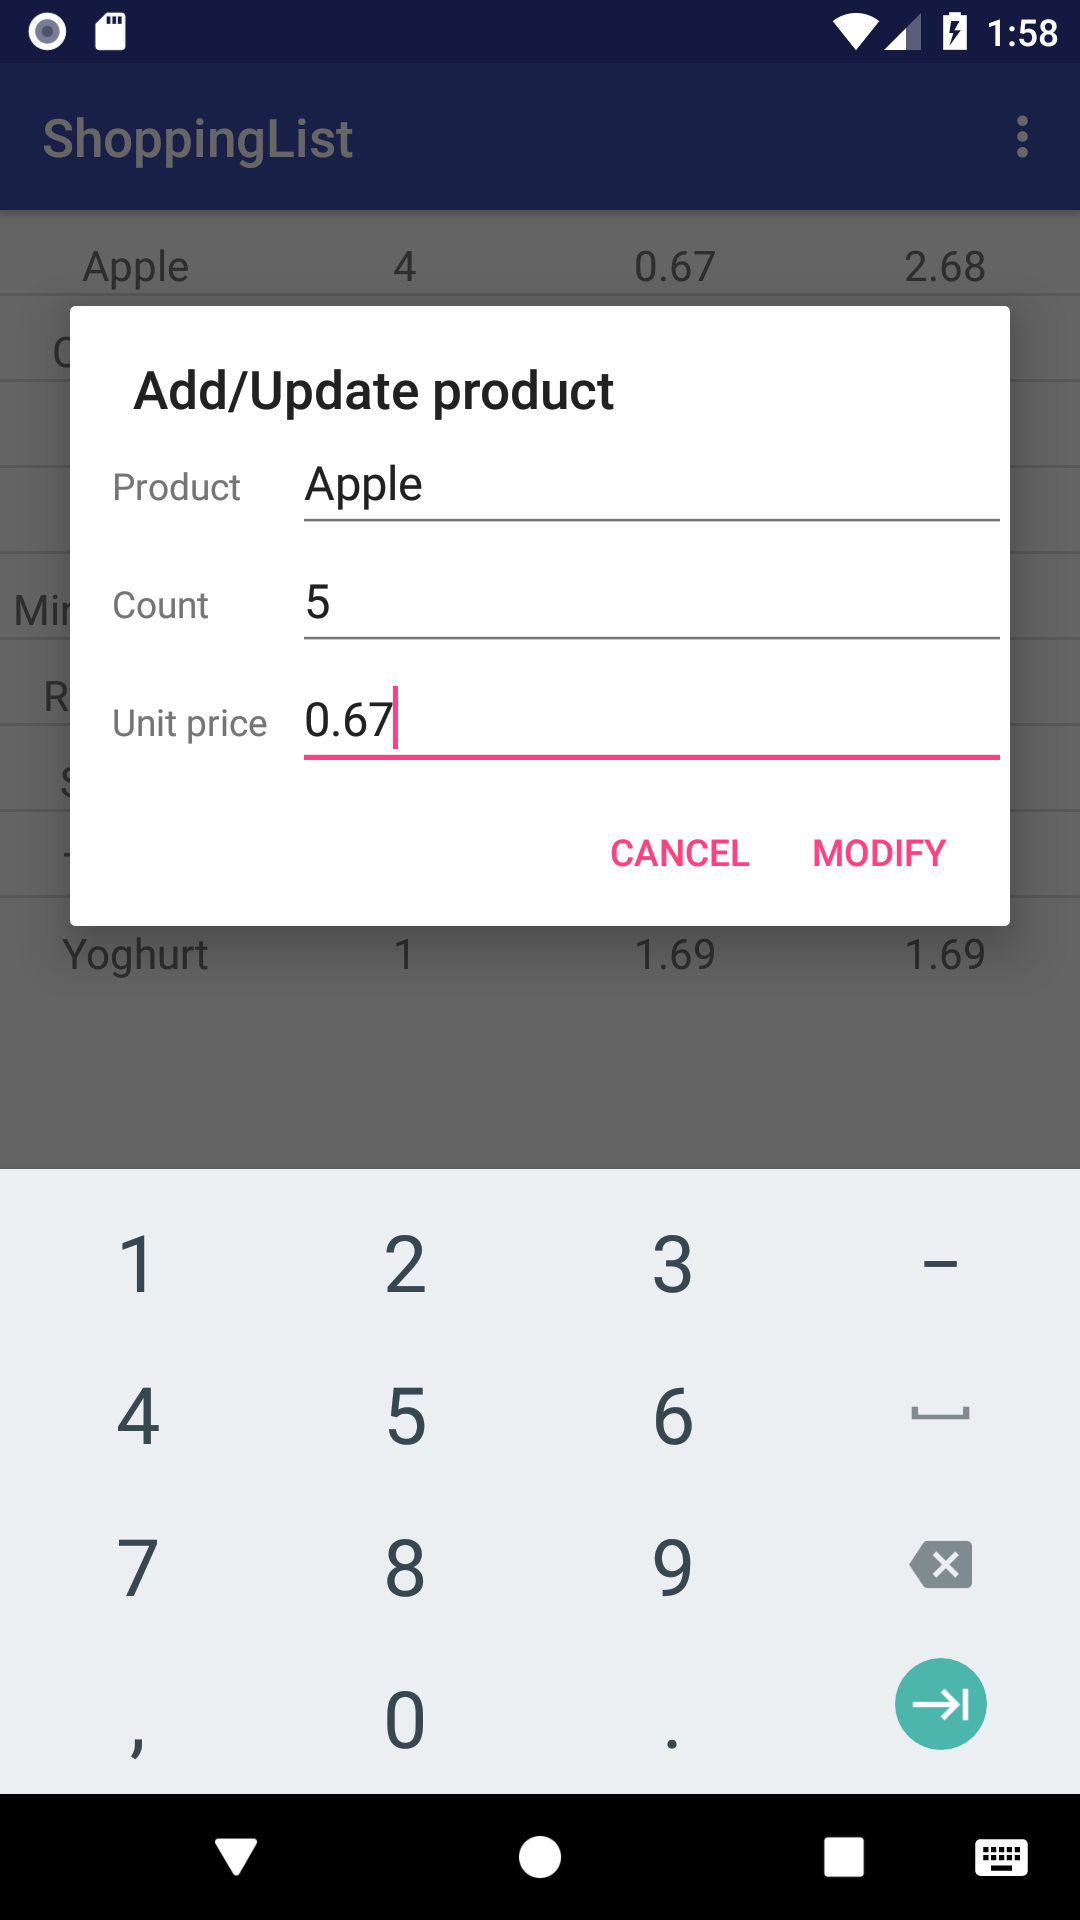 1:58
ShoppingList
Apple 4 0.67 2.68
Add/Update product
Product Apple
Count 5
Unit price 0.67
CANCEL MODIFY
Yoghurt 1 1.69 1.69
1 2 3 –
4 5 6
7 8 9
, 0 .